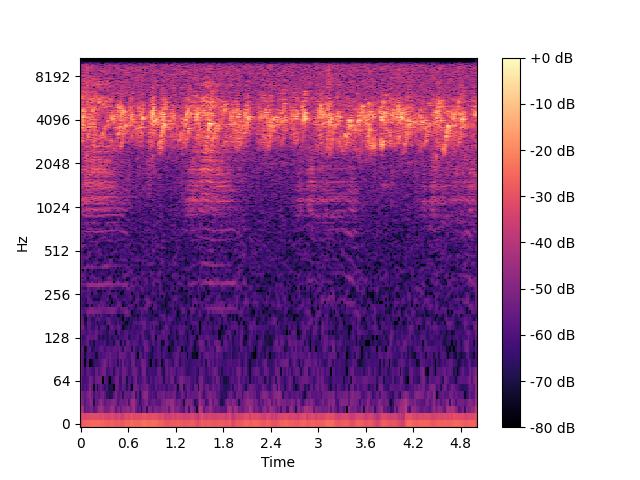 8192
4096
2048
1024
512
256
128
64
0
Hz
0 0.6 1.2 1.8 2.4 3 3.6 4.2 4.8
Time
+0 dB
-10 dB
-20 dB
-30 dB
-40 dB
-50 dB
-60 dB
-70 dB
-80 dB